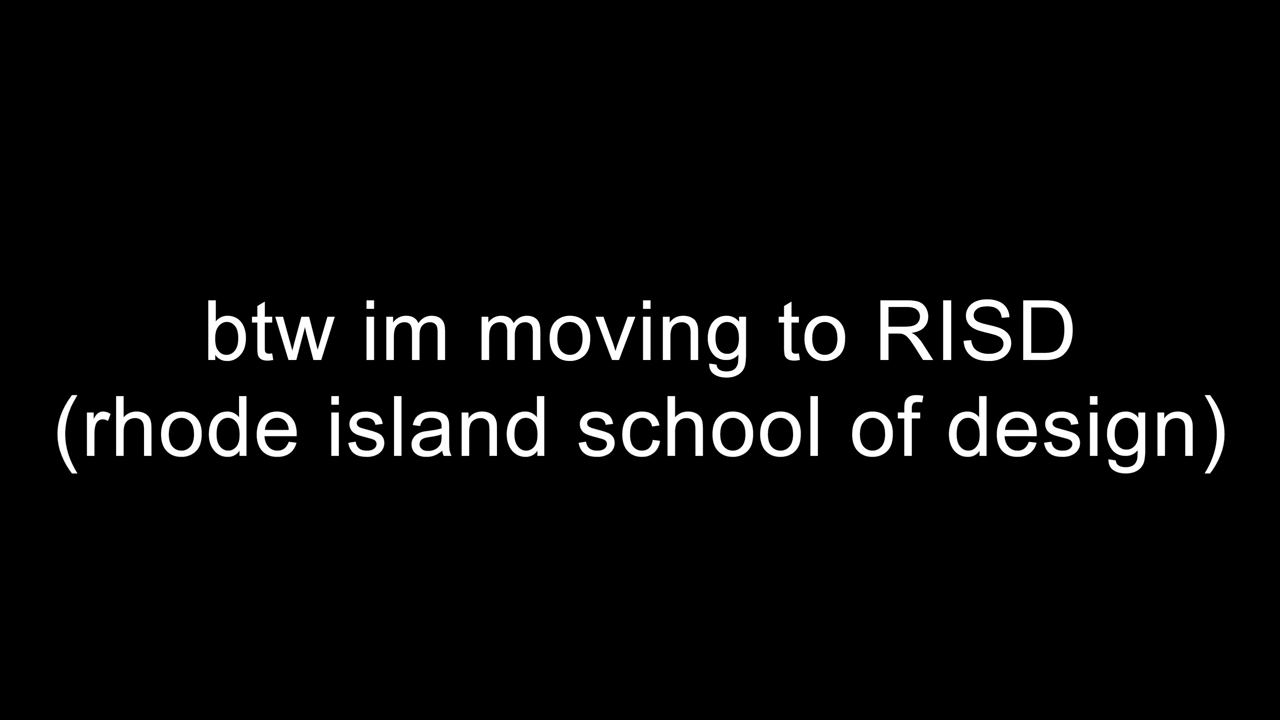 btw im moving to RISD
(rhode island school of design)